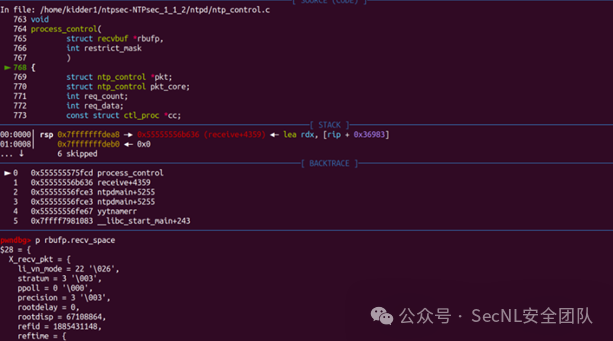 [ SOURCE (CODE) ]
In file: /home/kidder1/ntpsec-NTPsec_1_1_2/ntpd/ntp_control.c
763 void
764 process_control(
765 struct recvbuf *rbufp,
766 int restrict_mask
767 )
► 768 {
769 struct ntp_control *pkt;
770 struct ntp_control pkt_core;
771 int req_count;
772 int req_data;
773 const struct ctl_proc *cc;
[ STACK ]
00:0000│ rsp 0x7fffffffdea8 —▸ 0x55555556b636 (receive+4359) ◂— lea rdx, [rip + 0x36983]
01:0008│ 0x7fffffffdeb0 ◂— 0x0
... ↓ 6 skipped
[ BACKTRACE ]
► 0 0x555555575fcd process_control
1 0x55555556b636 receive+4359
2 0x55555556fce3 ntpdmain+5255
3 0x55555556fce3 ntpdmain+5255
4 0x55555556fe67 yytnamerr
5 0x7ffff7981083 __libc_start_main+243
pwndbg> p rbufp.recv_space
$28 = {
X_recv_pkt = {
li_vn_mode = 22 '\026',
stratum = 3 '\003',
ppoll = 0 '\000',
precision = 3 '\003',
rootdelay = 0,
rootdisp = 67108864,
refid = 1885431148,
reftime = {
公众号 · SecNL安全团队